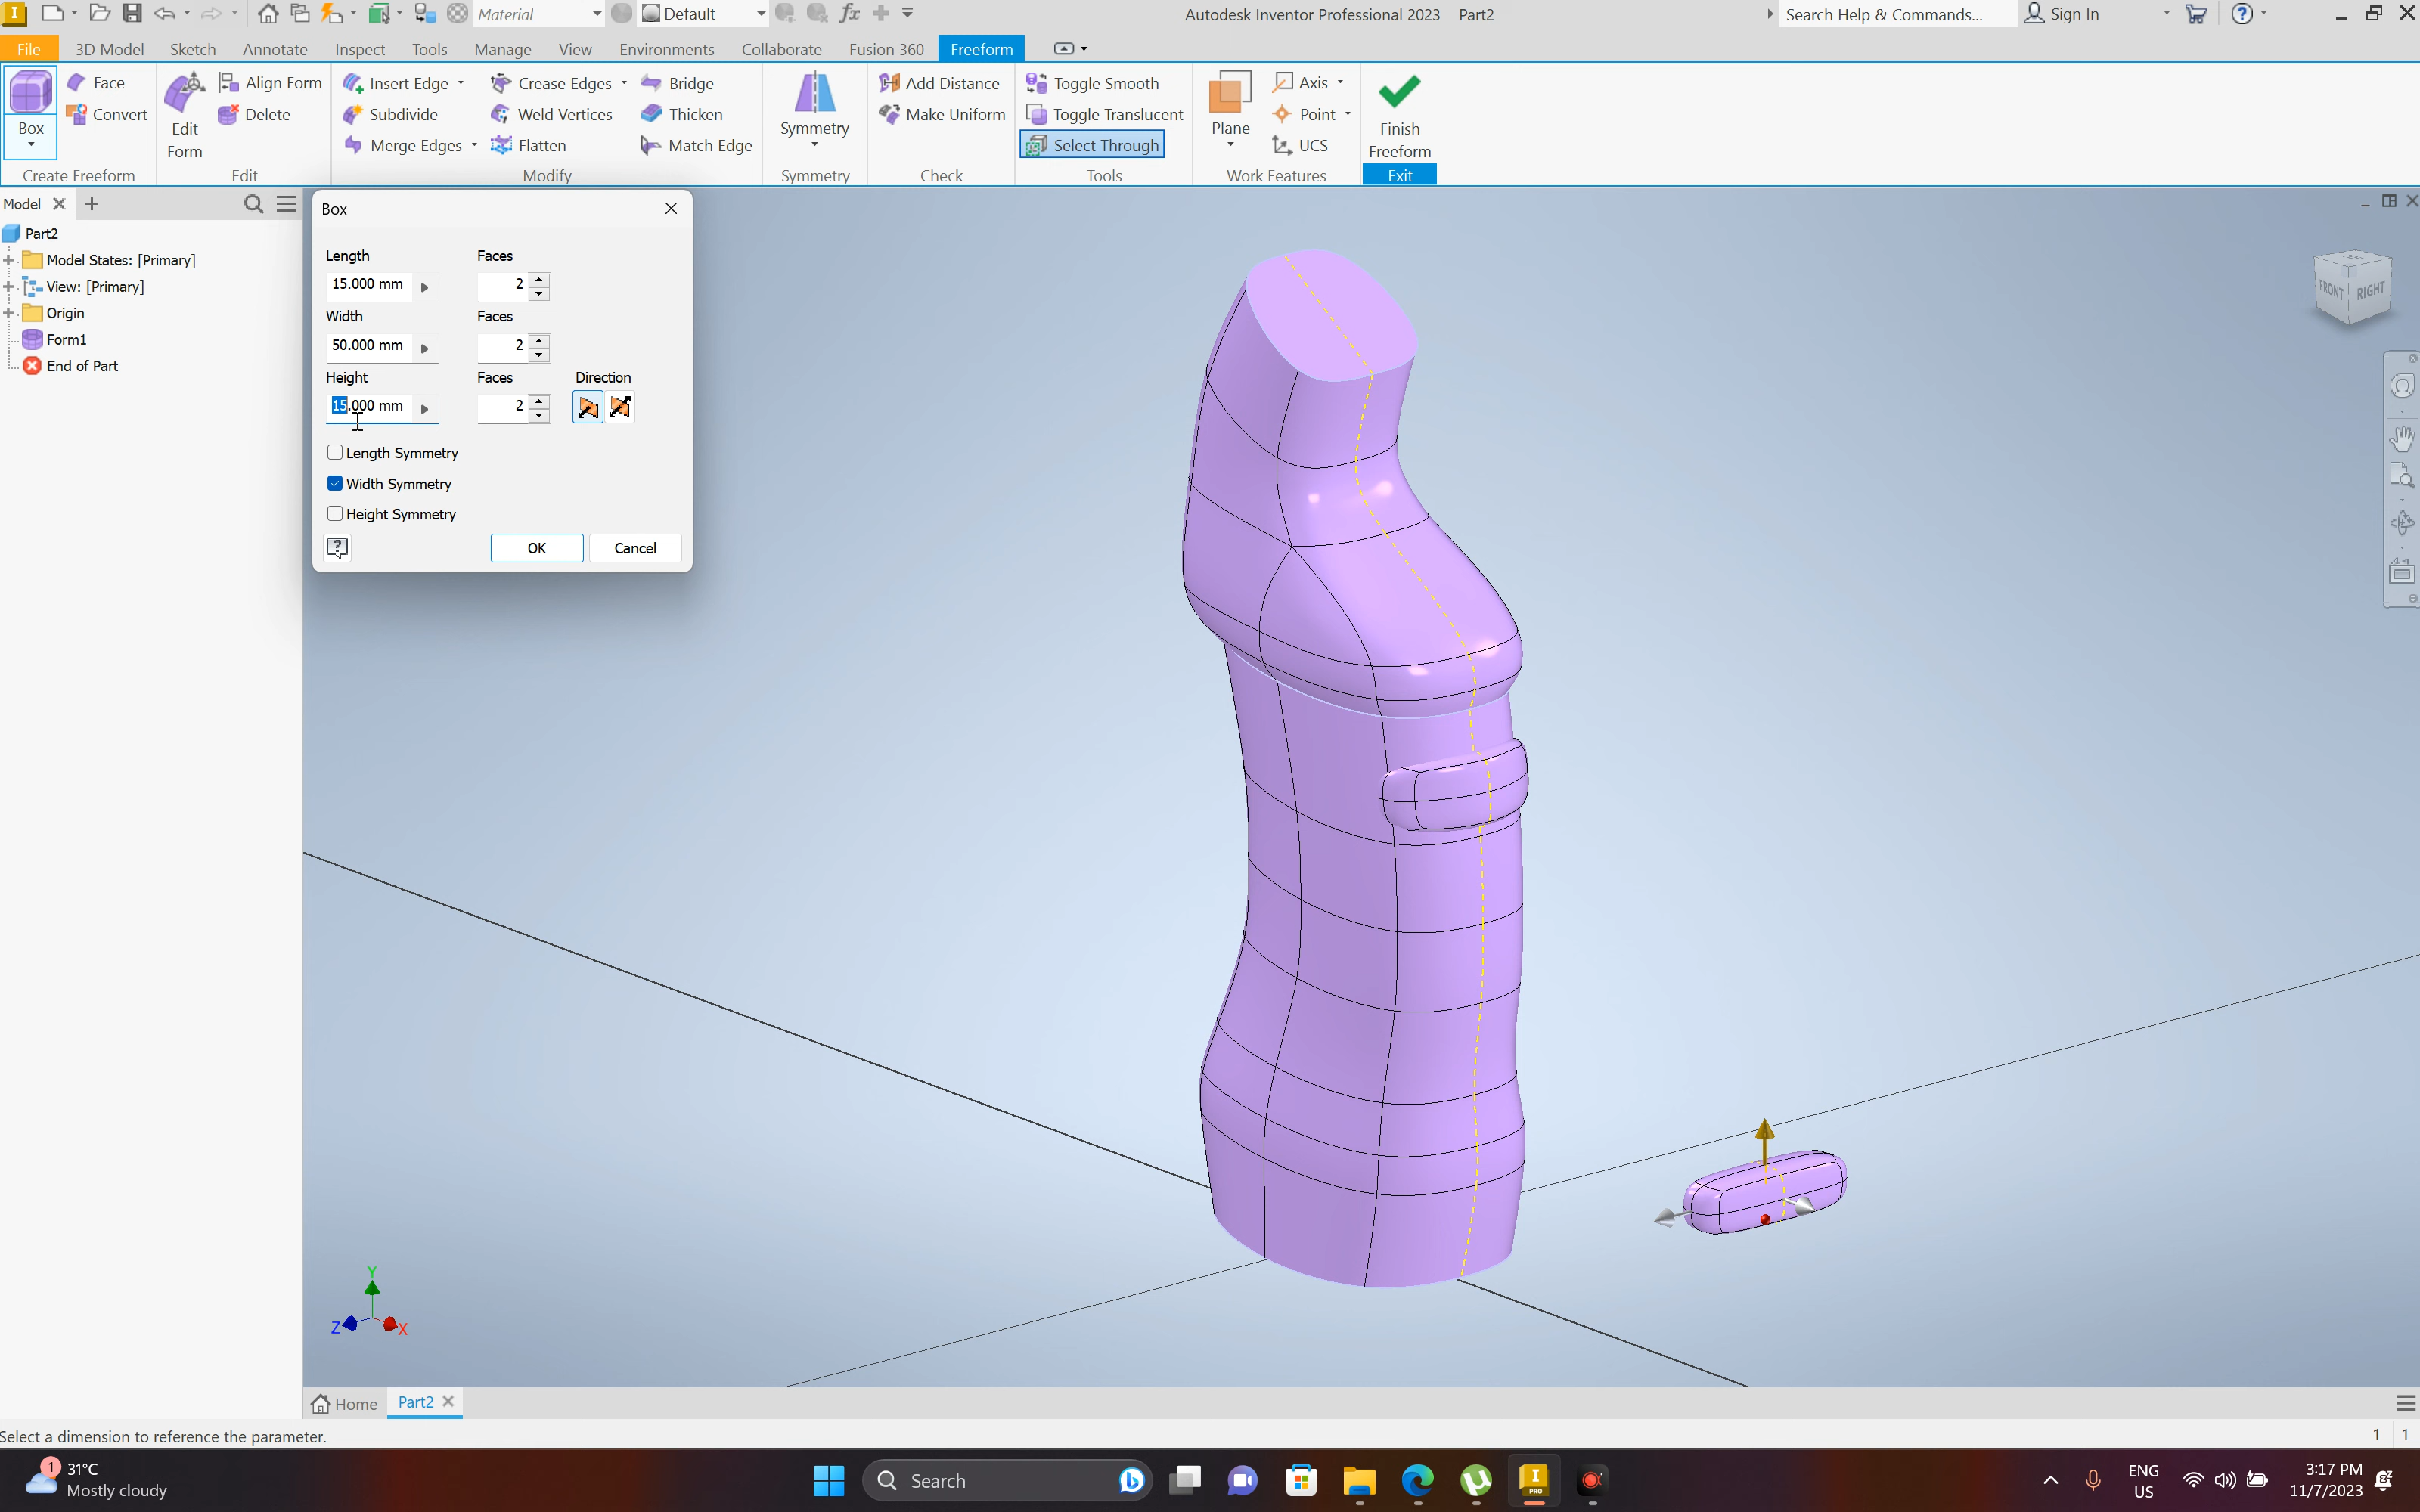 Material
Default
Autodesk Inventor Professional 2023 Part2
Search Help & Commands...
Sign In
File
3D Model
Sketch
Annotate
Inspect
Tools
Manage
View
Environments
Collaborate
Fusion 360
Freeform
Box
Face
Convert
Create Freeform
Edit
Form
Align Form
Delete
Edit
Insert Edge
Subdivide
Merge Edges
Crease Edges
Weld Vertices
Flatten
Bridge
Thicken
Match Edge
Modify
Symmetry
Symmetry
Add Distance
Make Uniform
Check
Toggle Smooth
Toggle Translucent
Select Through
Tools
Plane
Axis
Point
UCS
Work Features
Finish
Freeform
Exit
Model
Part2
Model States: [Primary]
View: [Primary]
Origin
Form1
End of Part
Box
Length Faces
15.000 mm 2
Width Faces
50.000 mm 2
Height Faces Direction
15.000 mm 2
Length Symmetry
Width Symmetry
Height Symmetry
OK Cancel
FRONT RIGHT
Y
Z X
Home Part2
Select a dimension to reference the parameter.
1 1
1
31°C
Mostly cloudy
Search
I
PRO
ENG
US
3:17 PM
11/7/2023